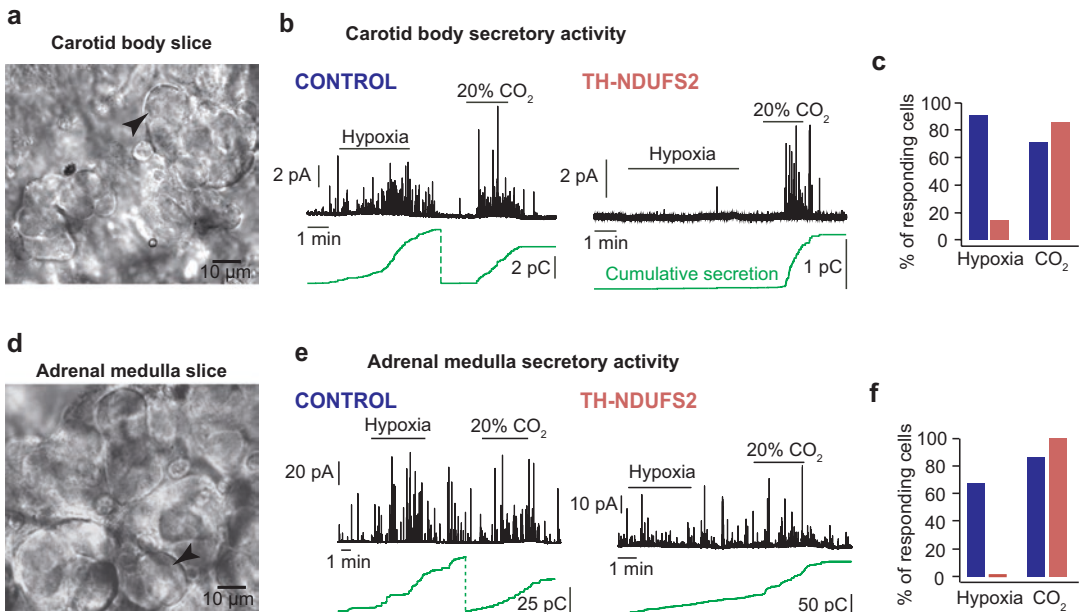 a
Carotid body slice
10 µm
b
Carotid body secretory activity
CONTROL
TH-NDUFS2
20% CO2
Hypoxia
2 pA
1 min
2 pC
20% CO2
Hypoxia
2 pA
1 min
Cumulative secretion
1 pC
c
% of responding cells
100
80
60
40
20
0
Hypoxia CO2
d
Adrenal medulla slice
10 µm
e
Adrenal medulla secretory activity
CONTROL
TH-NDUFS2
Hypoxia
20% CO2
20 pA
1 min
25 pC
20% CO2
Hypoxia
10 pA
1 min
50 pC
f
% of responding cells
100
80
60
40
20
0
Hypoxia CO2